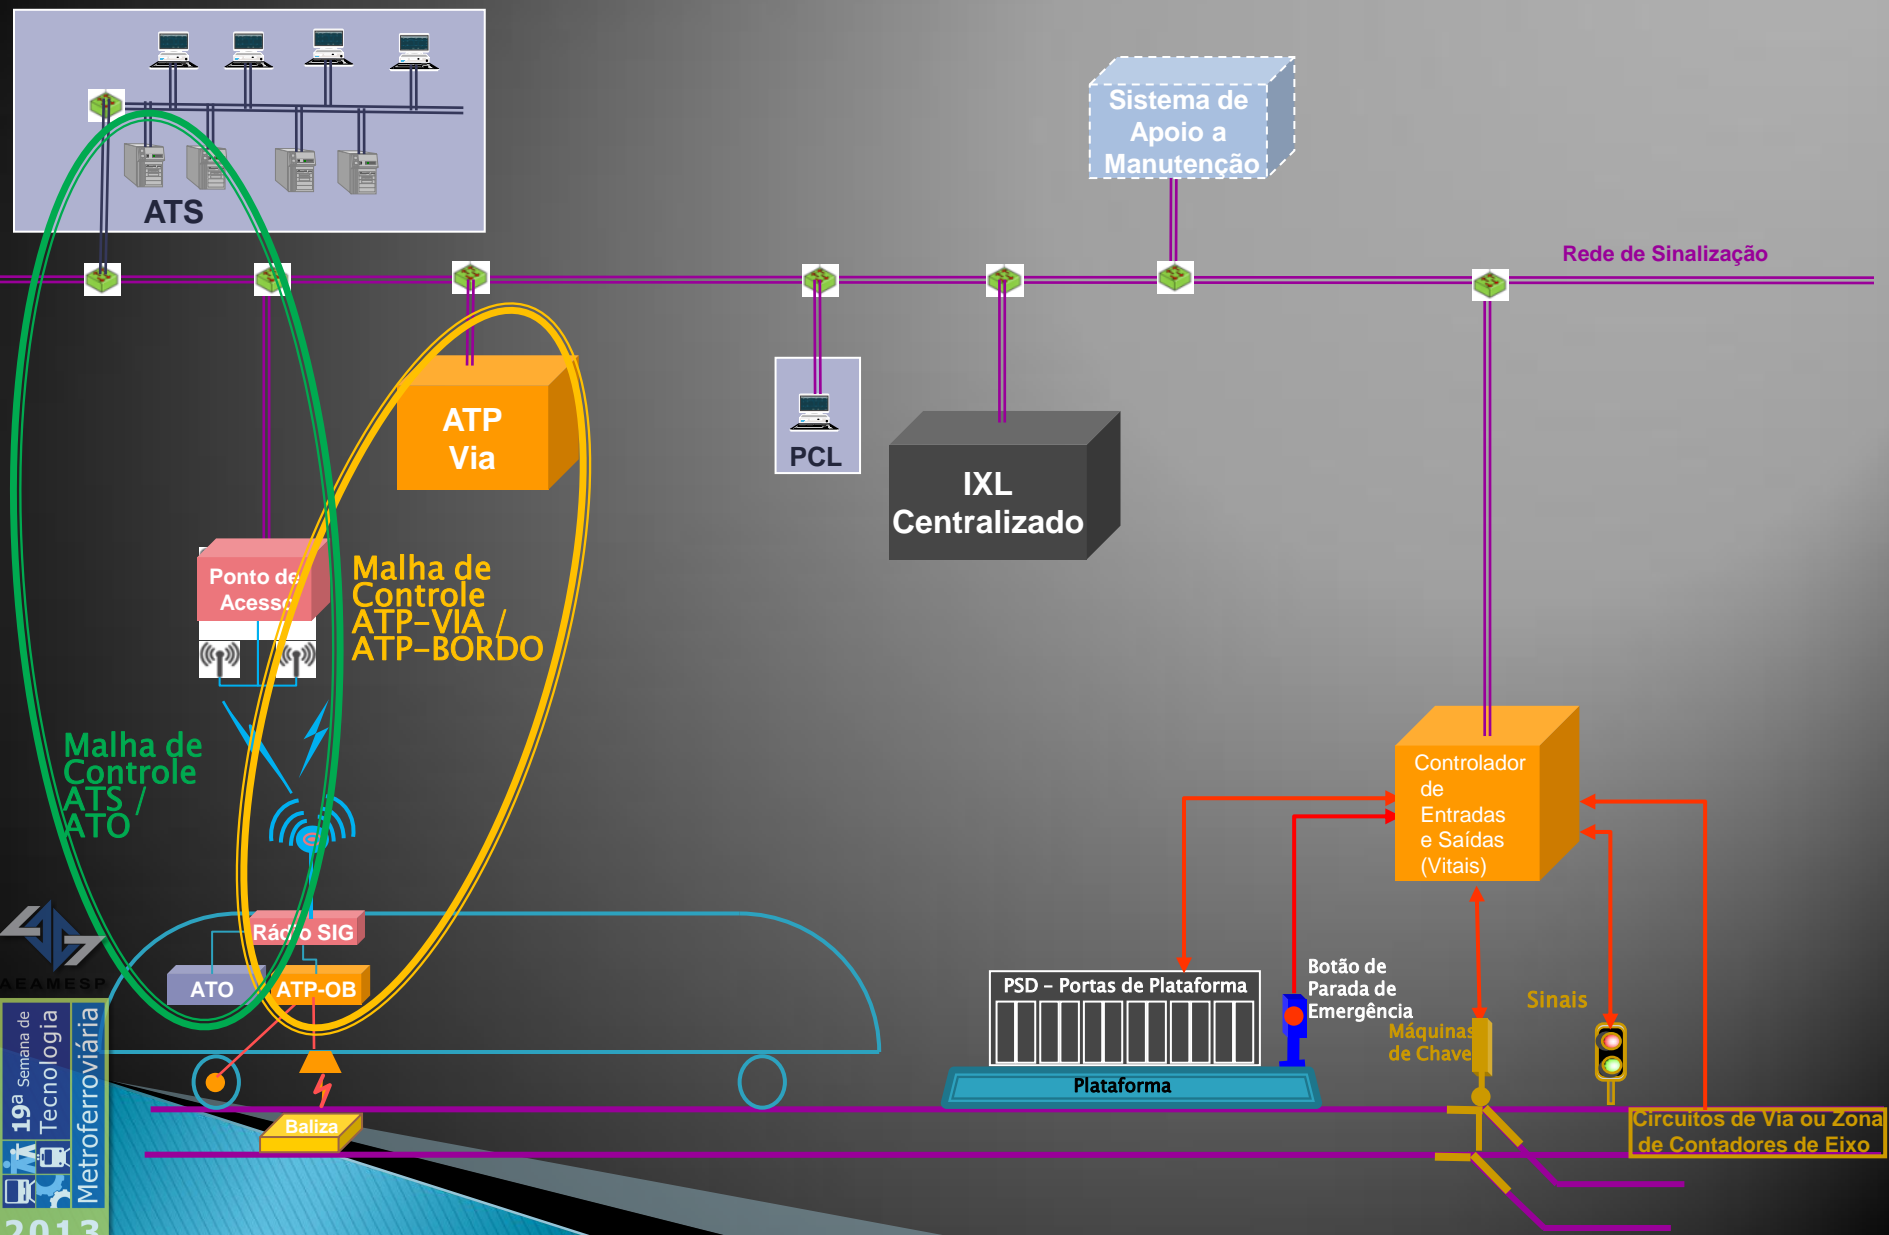 ATS
Sistema de
Apoio a
Manutenção
Rede de Sinalização
ATP
Via
PCL
IXL
Centralizado
Ponto de
Acesso
Malha de
Controle
ATP-VIA /
ATP-BORDO
Malha de
Controle
ATS /
ATO
Controlador
de
Entradas
e Saídas
(Vitais)
Rádio SIG
ATO
ATP-OB
Baliza
PSD - Portas de Plataforma
Plataforma
Botão de
Parada de
Emergência
Máquinas
de Chave
Sinais
Circuitos de Via ou Zona
de Contadores de Eixo
AEAMESP
19ª Semana de
Tecnologia
Metroferroviária
2013